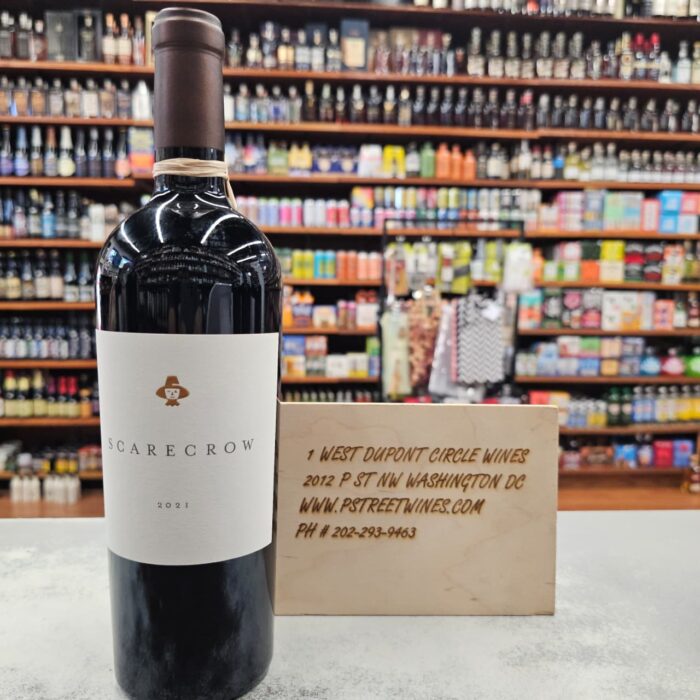 SCARECROW
2021
1 WEST DUPONT CIRCLE WINES
2012 P ST NW WASHINGTON DC
WWW.PSTREETWINES.COM
PH # 202-293-9463